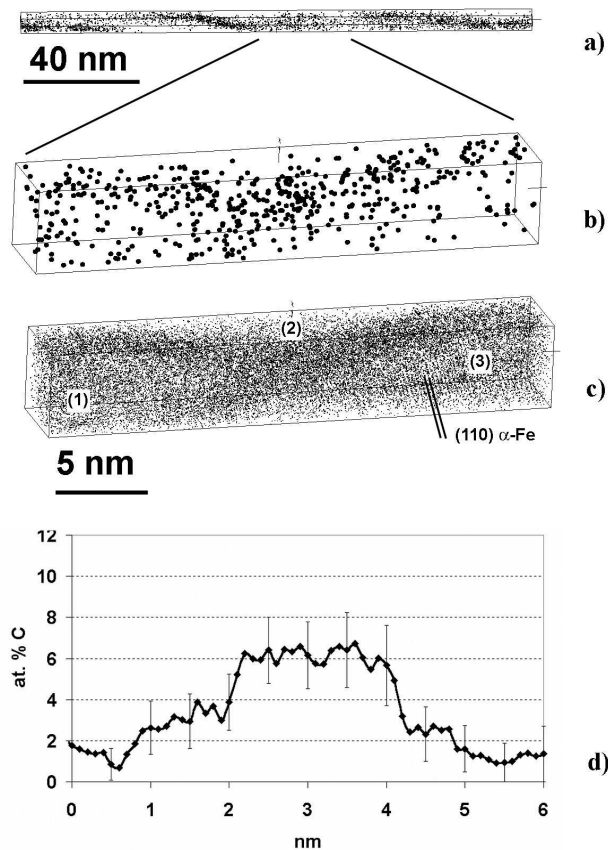 a)
40 nm
b)
(2)
(3)
(1)
c)
(110) α-Fe
5 nm
12
10
8
6
4
2
0
at. % C
0 1 2 3 4 5 6
nm
d)